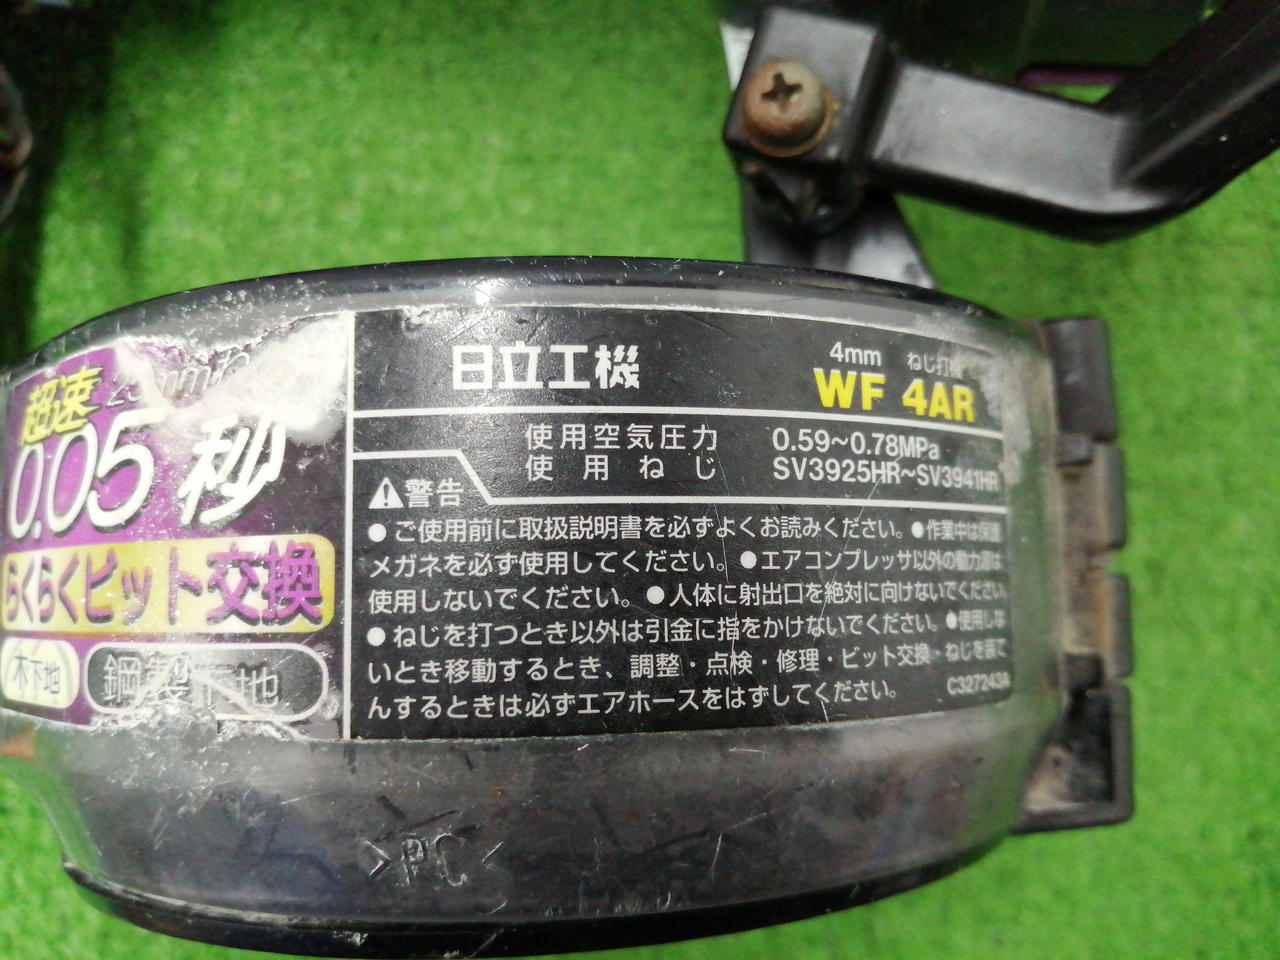 超速
0.05秒
らくらくビット交換
木下地
鋼製下地
日立工機
4mm ねじ打機
WF 4AR
使用空気圧力 0.59~0.78MPa
使用ねじ SV3925HR~SV3941HR
警告
●ご使用前に取扱説明書を必ずよくお読みください。●作業中は保護
メガネを必ず使用してください。●エアコンプレッサ以外の動力源は
使用しないでください。●人体に射出口を絶対に向けないでください。
●ねじを打つとき以外は引金に指をかけないでください。●使用しな
いとき移動するとき、調整・点検・修理・ビット交換・ねじを装て
んするときは必ずエアホースをはずしてください。
C327243A
>PC<